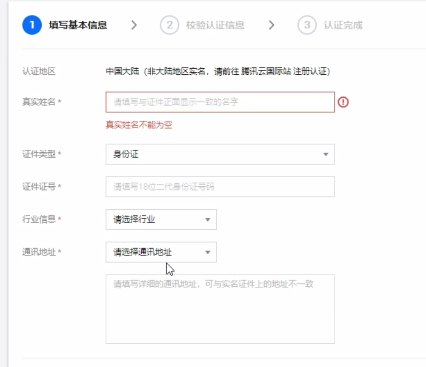 1 填写基本信息 > 2 校验认证信息 > 3 认证完成
认证地区 中国大陆（非大陆地区实名，请前往 腾讯云国际站 注册认证）
真实姓名 * 请填写与证件正面显示一致的名字
真实姓名不能为空
证件类型 * 身份证
证件证号 * 请填写18位二代身份证号码
行业信息 * 请选择行业
通讯地址 * 请选择通讯地址
请填写详细的通讯地址，可与实名证件上的地址不一致